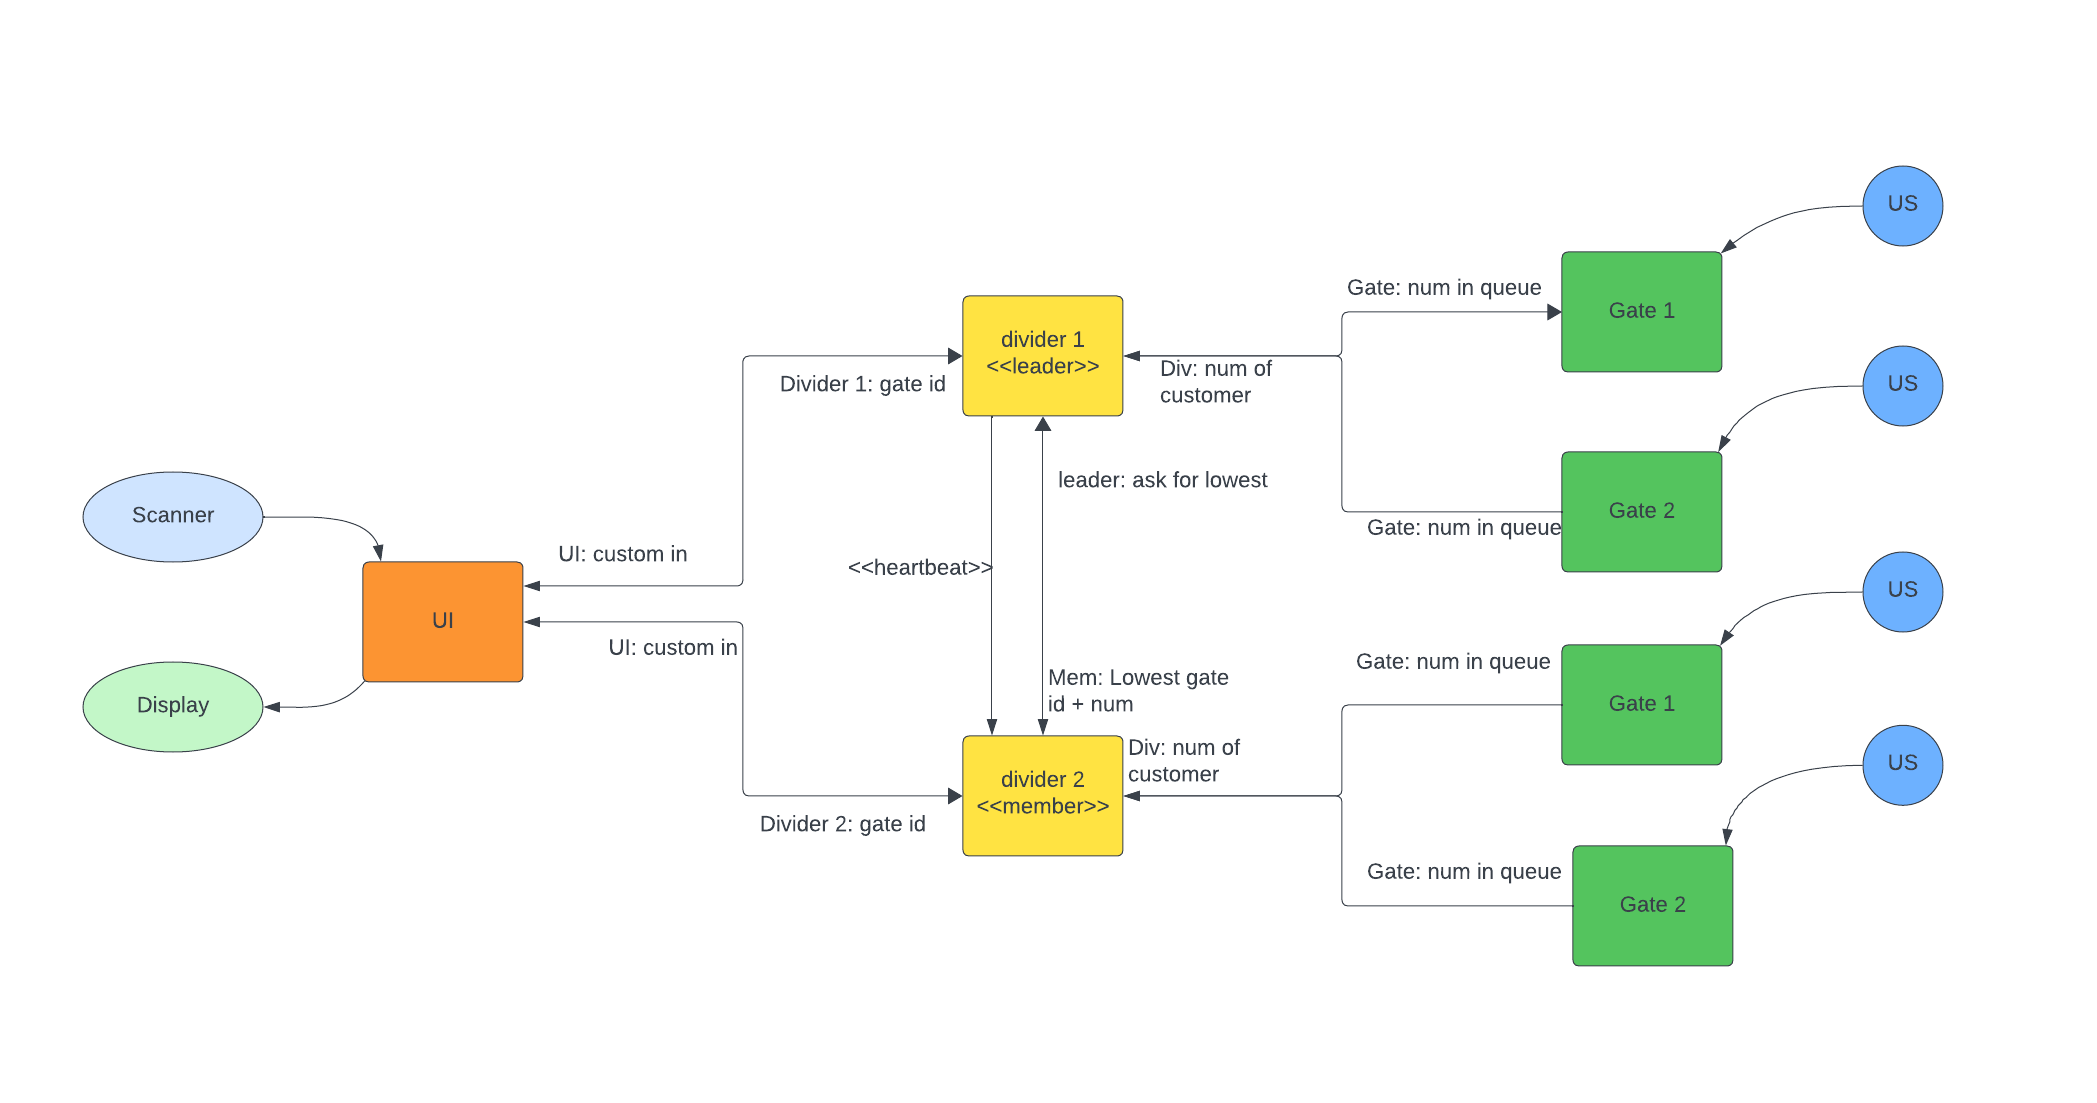 US
Gate: num in queue
Gate 1
divider 1
<<leader>>
Div: num of
customer
Divider 1: gate id
US
leader: ask for lowest
Gate 2
Gate: num in queue
Scanner
UI: custom in
<<heartbeat>>
US
UI
UI: custom in
Gate: num in queue
Mem: Lowest gate
id + num
Gate 1
Display
Div: num of
customer
US
divider 2
<<member>>
Divider 2: gate id
Gate: num in queue
Gate 2